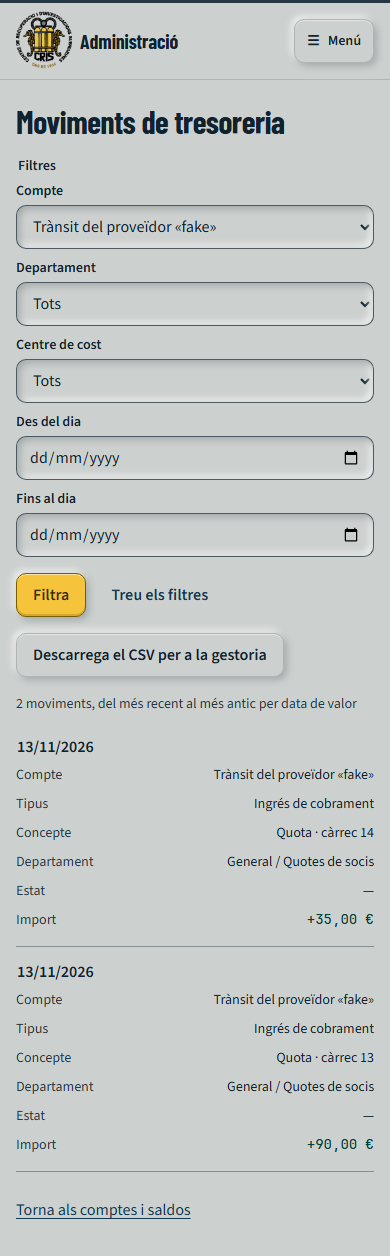 CRIS
Administració
☰ Menú
Moviments de tresoreria
Filtres
Compte
Trànsit del proveïdor «fake»
Departament
Tots
Centre de cost
Tots
Des del dia
dd/mm/yyyy
Fins al dia
dd/mm/yyyy
Filtra Treu els filtres
Descarrega el CSV per a la gestoria
2 moviments, del més recent al més antic per data de valor
13/11/2026
Compte Trànsit del proveïdor «fake»
Tipus Ingrés de cobrament
Concepte Quota · càrrec 14
Departament General / Quotes de socis
Estat —
Import +35,00 €
13/11/2026
Compte Trànsit del proveïdor «fake»
Tipus Ingrés de cobrament
Concepte Quota · càrrec 13
Departament General / Quotes de socis
Estat —
Import +90,00 €
Torna als comptes i saldos